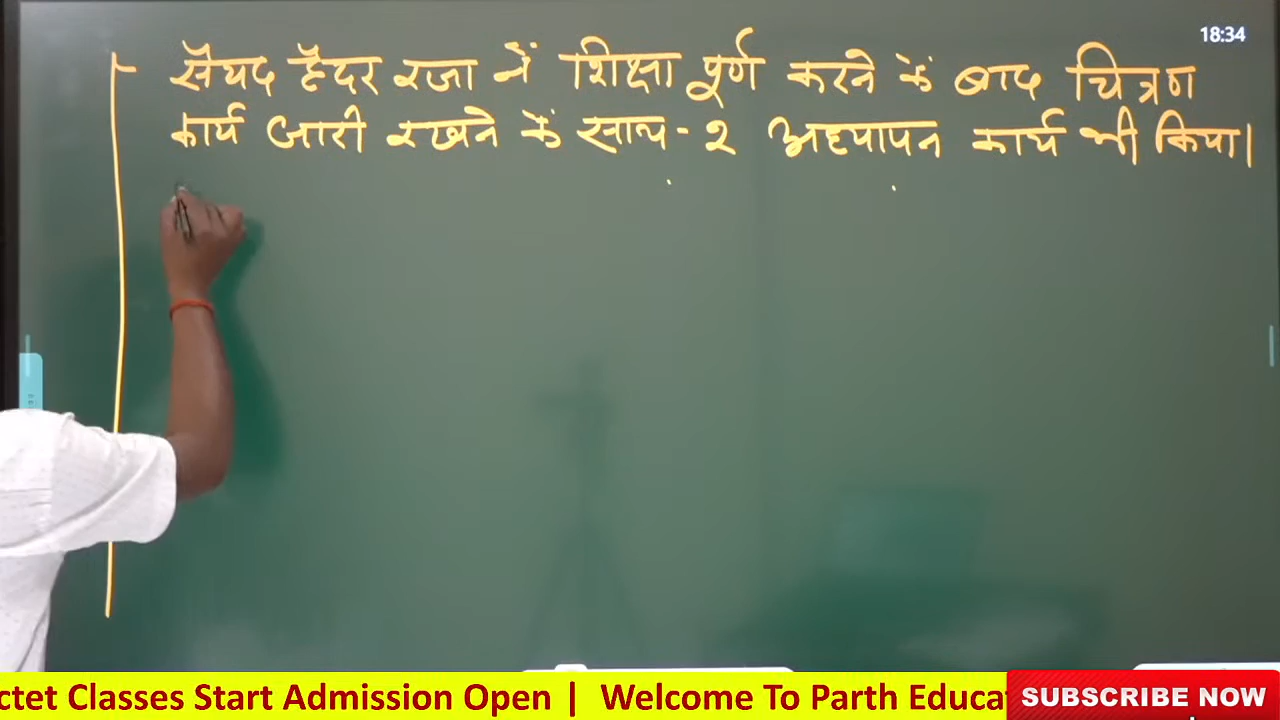 18:34
सैयद हैदर रजा नें शिक्षा पूर्ण करने कें बाद चित्रण
कार्य जारी रखने कें साथ-२ अध्यापन कार्य भी किया।
ctet Classes Start Admission Open | Welcome To Parth Educa
SUBSCRIBE NOW